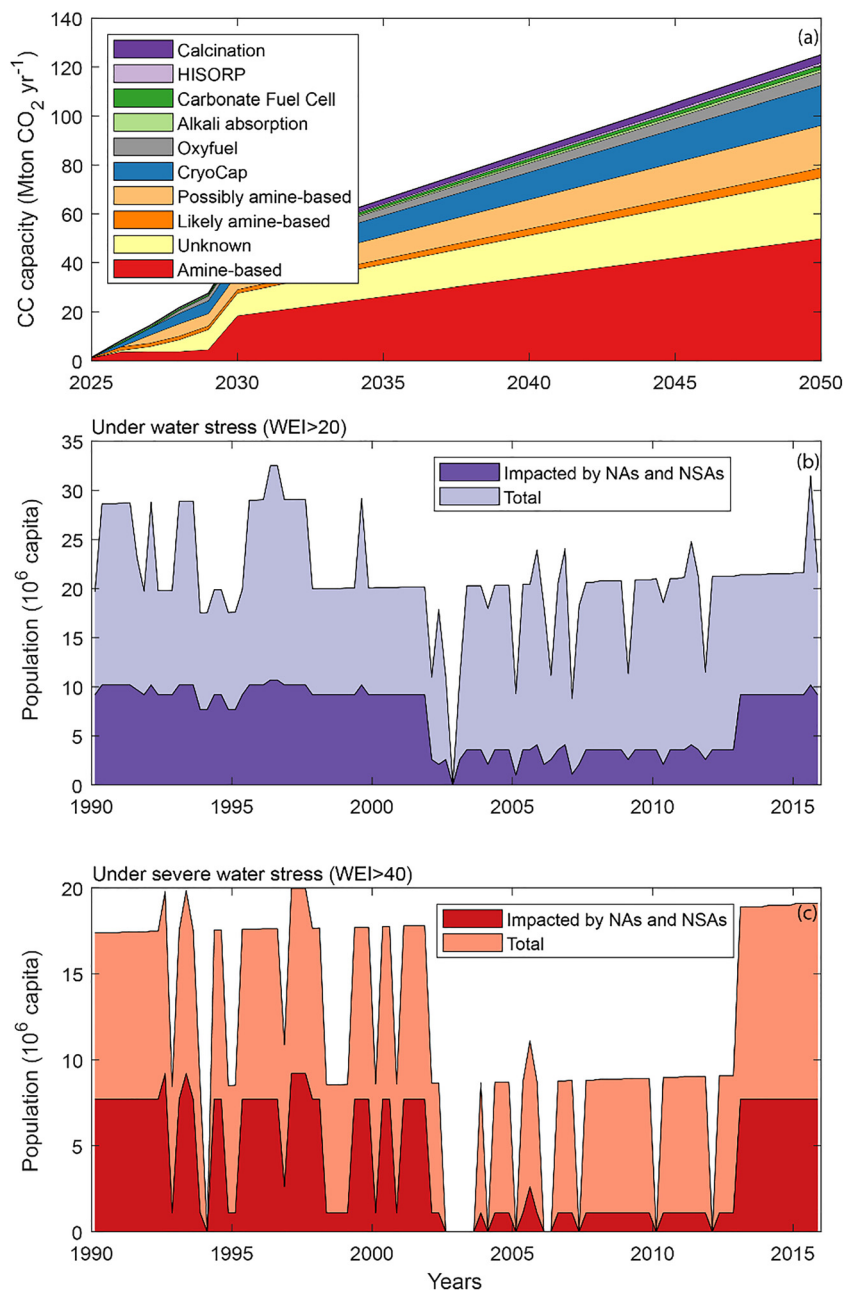 140
120
100
80
60
40
20
0
CC capacity (Mton CO2 yr-1)
(a)
Calcination
HISORP
Carbonate Fuel Cell
Alkali absorption
Oxyfuel
CryoCap
Possibly amine-based
Likely amine-based
Unknown
Amine-based
2025 2030 2035 2040 2045 2050
Under water stress (WEI>20)
35
30
25
20
15
10
5
0
Population (10^6 capita)
(b)
Impacted by NAs and NSAs
Total
1990 1995 2000 2005 2010 2015
Under severe water stress (WEI>40)
20
15
10
5
0
Population (10^6 capita)
(c)
Impacted by NAs and NSAs
Total
1990 1995 2000 2005 2010 2015
Years